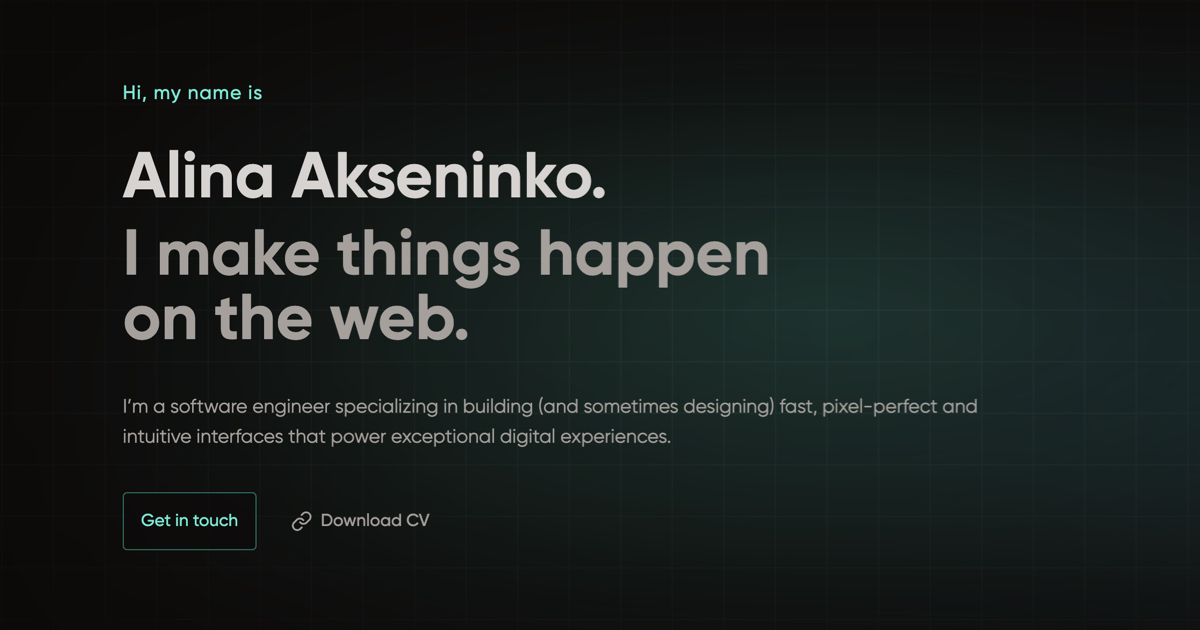 Hi, my name is
Alina Akseninko.
I make things happen
on the web.
I’m a software engineer specializing in building (and sometimes designing) fast, pixel-perfect and
intuitive interfaces that power exceptional digital experiences.
Get in touch
Download CV